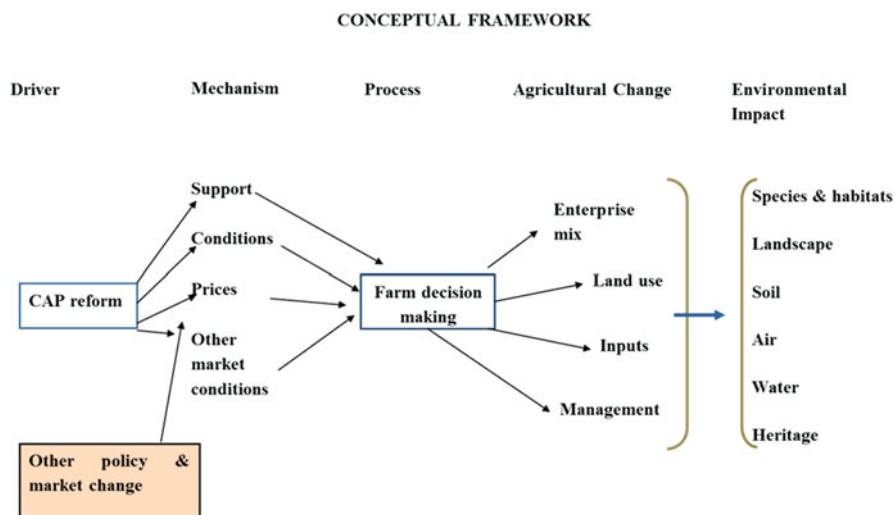 CONCEPTUAL FRAMEWORK
Driver
Mechanism
Process
Agricultural Change
Environmental
Impact
Support
Conditions
Prices
Other
market
conditions
CAP reform
Other policy &
market change
Farm decision
making
Enterprise
mix
Land use
Inputs
Management
Species & habitats
Landscape
Soil
Air
Water
Heritage